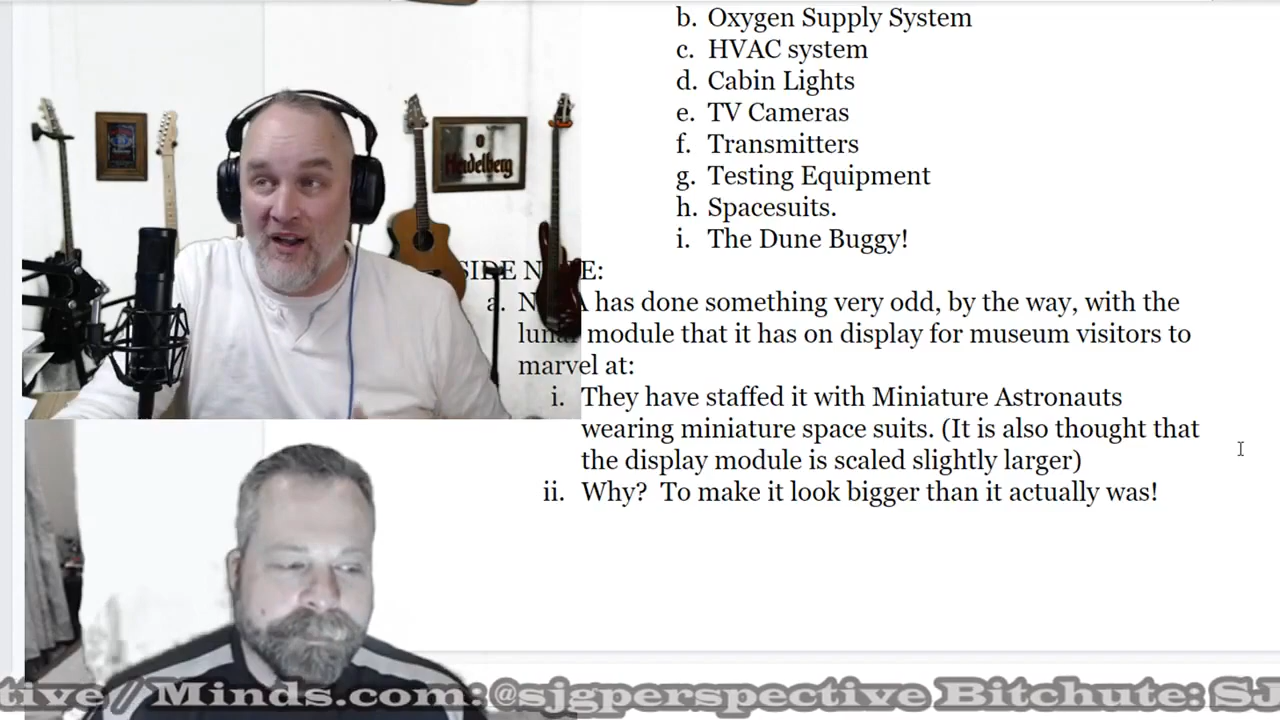 b. Oxygen Supply System
c. HVAC system
d. Cabin Lights
e. TV Cameras
f. Transmitters
g. Testing Equipment
h. Spacesuits.
i. The Dune Buggy!
SIDE N E:
a. N A has done something very odd, by the way, with the
lunar module that it has on display for museum visitors to
marvel at:
i. They have staffed it with Miniature Astronauts
wearing miniature space suits. (It is also thought that
the display module is scaled slightly larger)
ii. Why? To make it look bigger than it actually was!
Heidelberg
tive // Minds.com: @sjgperspective Bitchute: SJ